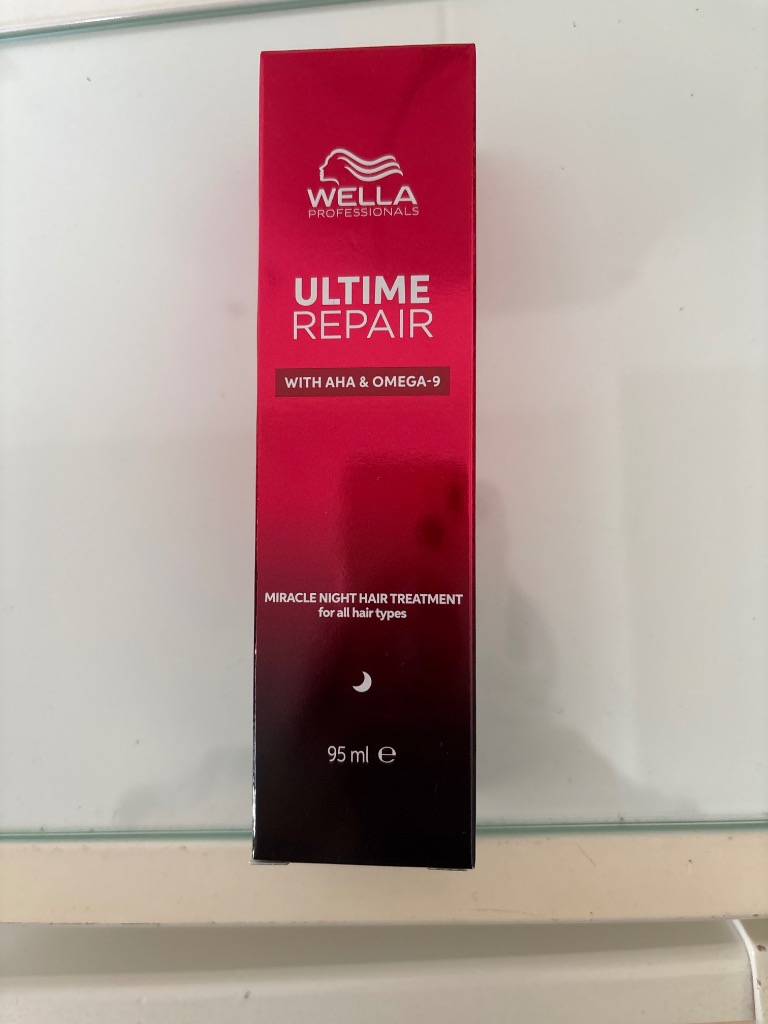 WELLA
PROFESSIONALS
ULTIME
REPAIR
WITH AHA & OMEGA-9
MIRACLE NIGHT HAIR TREATMENT
for all hair types
95 ml ℮